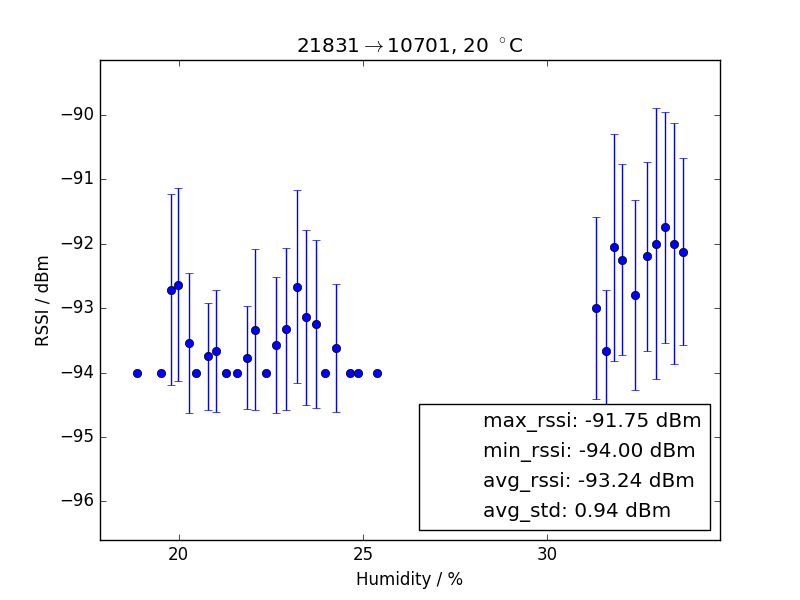 21831→10701, 20 °C
−90
−91
−92
−93
−94
−95
−96
RSSI / dBm
max_rssi: -91.75 dBm
min_rssi: -94.00 dBm
avg_rssi: -93.24 dBm
avg_std: 0.94 dBm
20 25 30
Humidity / %